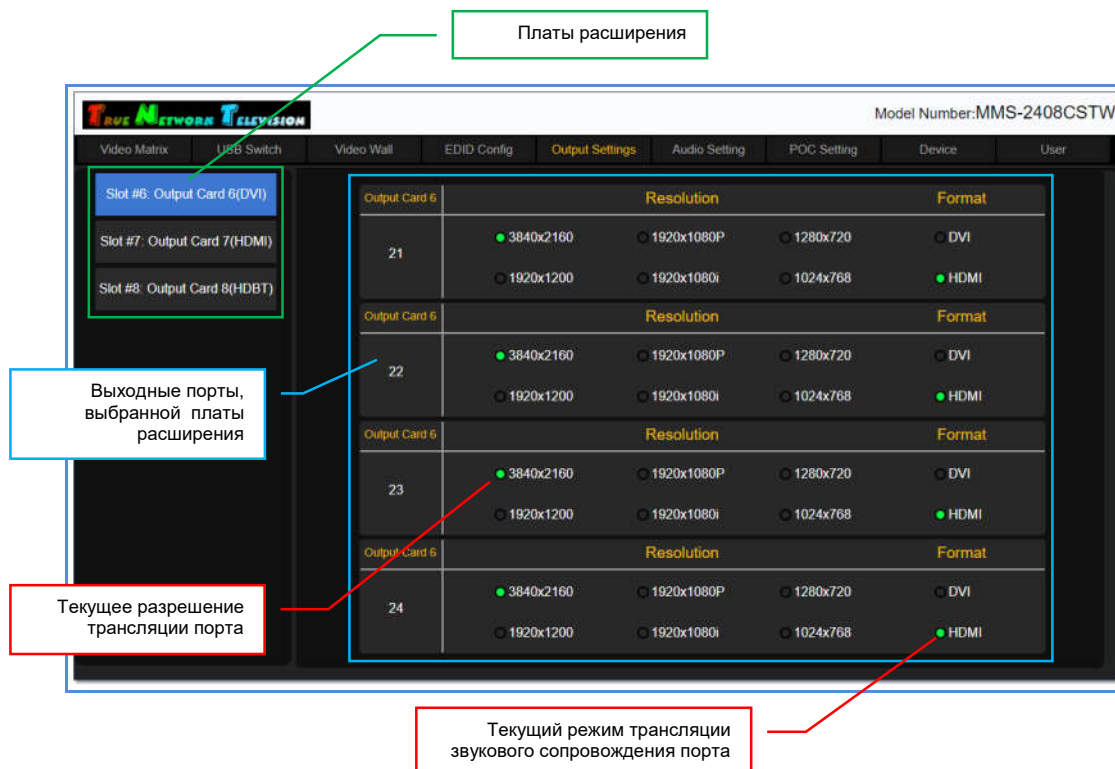 Платы расширения
TRUE NETWORK TELEVISION
Model Number:MMS-2408CSTW
Video Matrix USB Switch Video Wall EDID Config Output Settings Audio Setting POC Setting Device User
Slot #6: Output Card 6(DVI)
Slot #7: Output Card 7(HDMI)
Slot #8: Output Card 8(HDBT)
Output Card 6 Resolution Format
21
3840x2160 1920x1080P 1280x720 DVI
1920x1200 1920x1080i 1024x768 HDMI
Output Card 6 Resolution Format
22
3840x2160 1920x1080P 1280x720 DVI
1920x1200 1920x1080i 1024x768 HDMI
Output Card 6 Resolution Format
23
3840x2160 1920x1080P 1280x720 DVI
1920x1200 1920x1080i 1024x768 HDMI
Output Card 6 Resolution Format
24
3840x2160 1920x1080P 1280x720 DVI
1920x1200 1920x1080i 1024x768 HDMI
Выходные порты,
выбранной платы
расширения
Текущее разрешение
трансляции порта
Текущий режим трансляции
звукового сопровождения порта